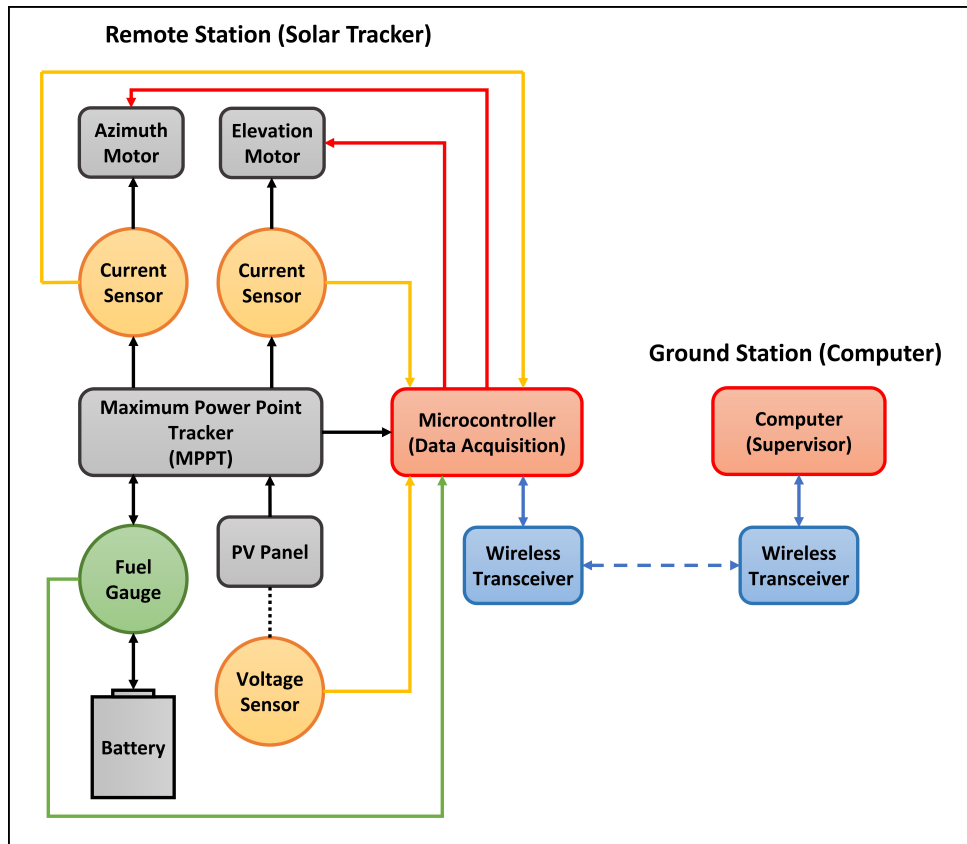 Remote Station (Solar Tracker)
Azimuth
Motor
Elevation
Motor
Current
Sensor
Current
Sensor
Ground Station (Computer)
Maximum Power Point
Tracker
(MPPT)
Microcontroller
(Data Acquisition)
Computer
(Supervisor)
Fuel
Gauge
PV Panel
Wireless
Transceiver
Wireless
Transceiver
Voltage
Sensor
Battery